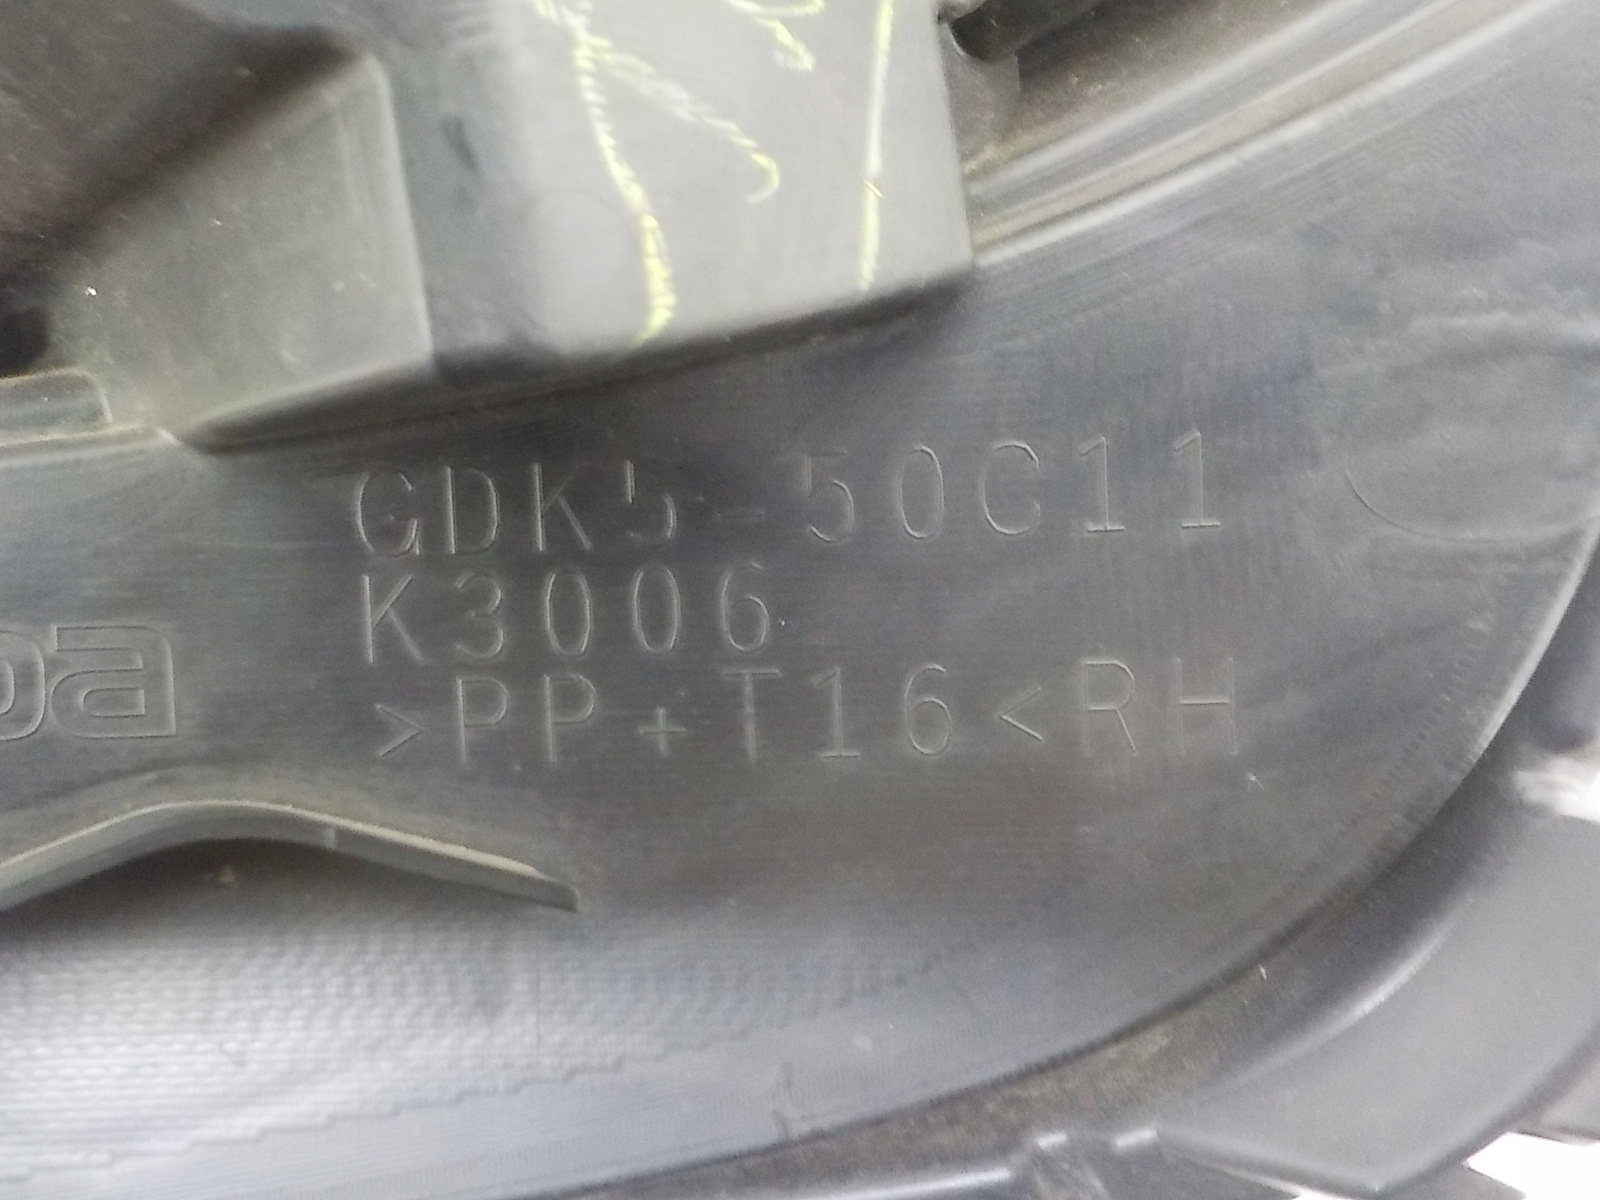 GDK5-50C11
K3006
>PP+T16<RH